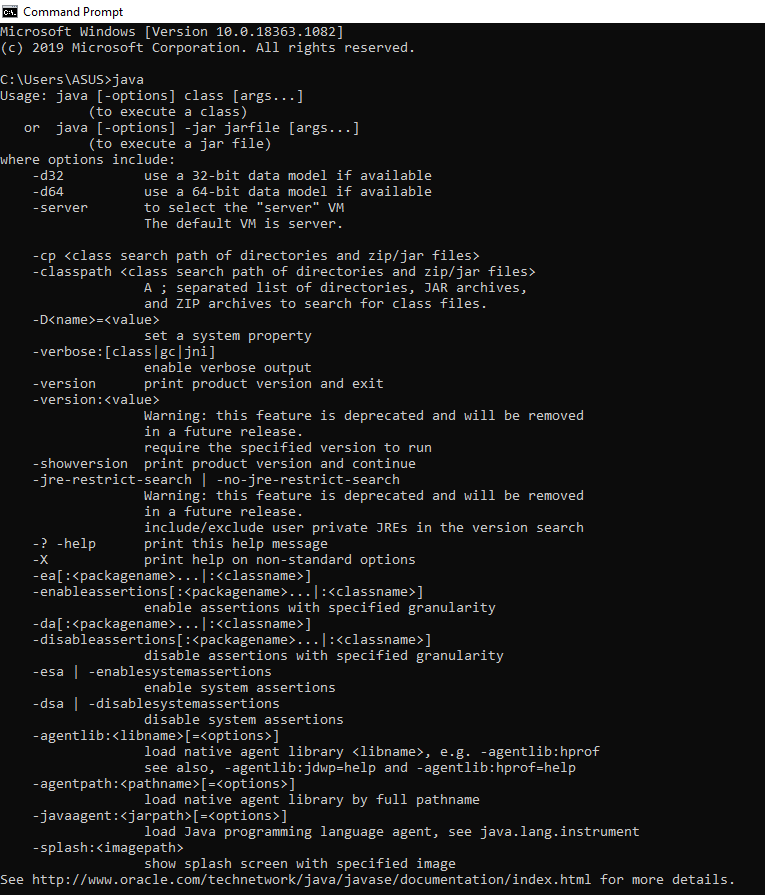 Command Prompt
Microsoft Windows [Version 10.0.18363.1082]
(c) 2019 Microsoft Corporation. All rights reserved.

C:\Users\ASUS>java
Usage: java [-options] class [args...]
           (to execute a class)
   or  java [-options] -jar jarfile [args...]
           (to execute a jar file)
where options include:
    -d32          use a 32-bit data model if available
    -d64          use a 64-bit data model if available
    -server       to select the "server" VM
                  The default VM is server.

    -cp <class search path of directories and zip/jar files>
    -classpath <class search path of directories and zip/jar files>
                  A ; separated list of directories, JAR archives,
                  and ZIP archives to search for class files.
    -D<name>=<value>
                  set a system property
    -verbose:[class|gc|jni]
                  enable verbose output
    -version      print product version and exit
    -version:<value>
                  Warning: this feature is deprecated and will be removed
                  in a future release.
                  require the specified version to run
    -showversion  print product version and continue
    -jre-restrict-search | -no-jre-restrict-search
                  Warning: this feature is deprecated and will be removed
                  in a future release.
                  include/exclude user private JREs in the version search
    -? -help      print this help message
    -X            print help on non-standard options
    -ea[:<packagename>...|:<classname>]
    -enableassertions[:<packagename>...|:<classname>]
                  enable assertions with specified granularity
    -da[:<packagename>...|:<classname>]
    -disableassertions[:<packagename>...|:<classname>]
                  disable assertions with specified granularity
    -esa | -enablesystemassertions
                  enable system assertions
    -dsa | -disablesystemassertions
                  disable system assertions
    -agentlib:<libname>[=<options>]
                  load native agent library <libname>, e.g. -agentlib:hprof
                  see also, -agentlib:jdwp=help and -agentlib:hprof=help
    -agentpath:<pathname>[=<options>]
                  load native agent library by full pathname
    -javaagent:<jarpath>[=<options>]
                  load Java programming language agent, see java.lang.instrument
    -splash:<imagepath>
                  show splash screen with specified image
See http://www.oracle.com/technetwork/java/javase/documentation/index.html for more details.